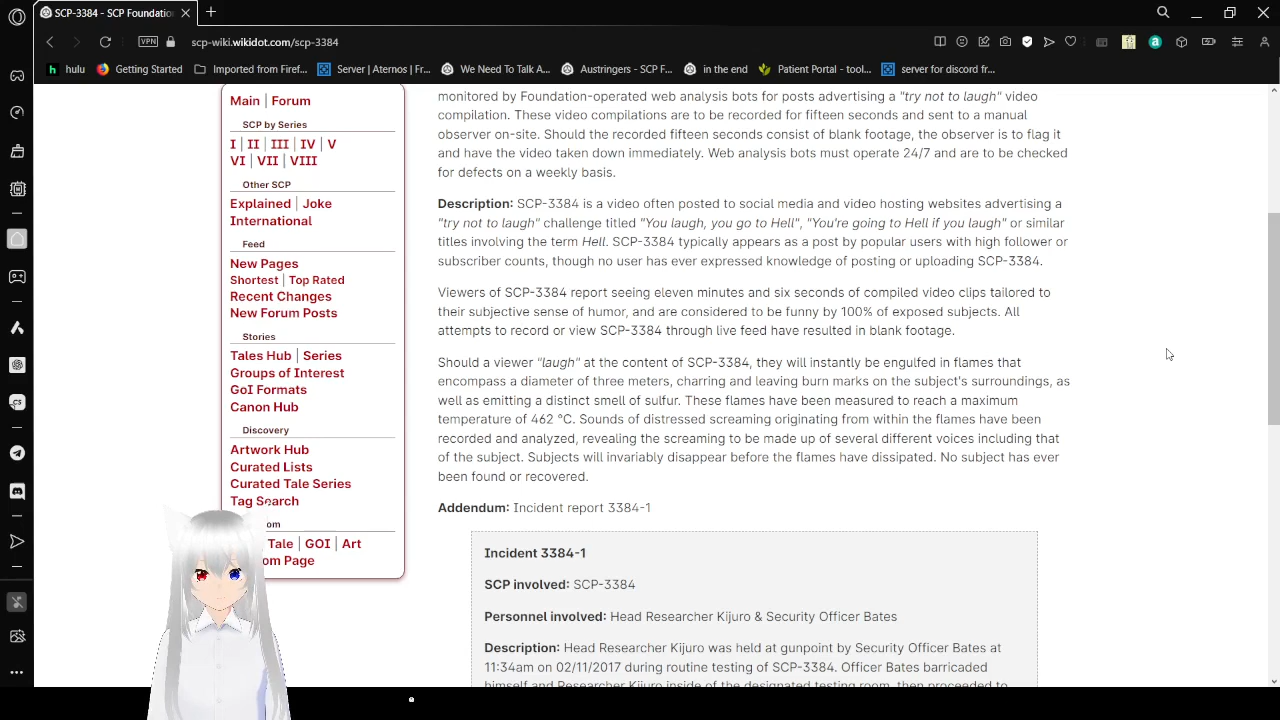 SCP-3384 - SCP Foundatio
VPN scp-wiki.wikidot.com/scp-3384
hulu Getting Started Imported from Firef... Server | Aternos | Fr... We Need To Talk A... Austringers - SCP F... in the end Patient Portal - tool... server for discord fr...
Main | Forum
SCP by Series
I | II | III | IV | V
VI | VII | VIII
Other SCP
Explained | Joke
International
Feed
New Pages
Shortest | Top Rated
Recent Changes
New Forum Posts
Stories
Tales Hub | Series
Groups of Interest
GoI Formats
Canon Hub
Discovery
Artwork Hub
Curated Lists
Curated Tale Series
Tag Search
om
Tale | GOI | Art
om Page
monitored by Foundation-operated web analysis bots for posts advertising a "try not to laugh" video
compilation. These video compilations are to be recorded for fifteen seconds and sent to a manual
observer on-site. Should the recorded fifteen seconds consist of blank footage, the observer is to flag it
and have the video taken down immediately. Web analysis bots must operate 24/7 and are to be checked
for defects on a weekly basis.
Description: SCP-3384 is a video often posted to social media and video hosting websites advertising a
"try not to laugh" challenge titled "You laugh, you go to Hell", "You're going to Hell if you laugh" or similar
titles involving the term Hell. SCP-3384 typically appears as a post by popular users with high follower or
subscriber counts, though no user has ever expressed knowledge of posting or uploading SCP-3384.
Viewers of SCP-3384 report seeing eleven minutes and six seconds of compiled video clips tailored to
their subjective sense of humor, and are considered to be funny by 100% of exposed subjects. All
attempts to record or view SCP-3384 through live feed have resulted in blank footage.
Should a viewer "laugh" at the content of SCP-3384, they will instantly be engulfed in flames that
encompass a diameter of three meters, charring and leaving burn marks on the subject's surroundings, as
well as emitting a distinct smell of sulfur. These flames have been measured to reach a maximum
temperature of 462 °C. Sounds of distressed screaming originating from within the flames have been
recorded and analyzed, revealing the screaming to be made up of several different voices including that
of the subject. Subjects will invariably disappear before the flames have dissipated. No subject has ever
been found or recovered.
Addendum: Incident report 3384-1
Incident 3384-1
SCP involved: SCP-3384
Personnel involved: Head Researcher Kijuro & Security Officer Bates
Description: Head Researcher Kijuro was held at gunpoint by Security Officer Bates at
11:34am on 02/11/2017 during routine testing of SCP-3384. Officer Bates barricaded
himself and Researcher Kijuro inside of the designated testing room, then proceeded to